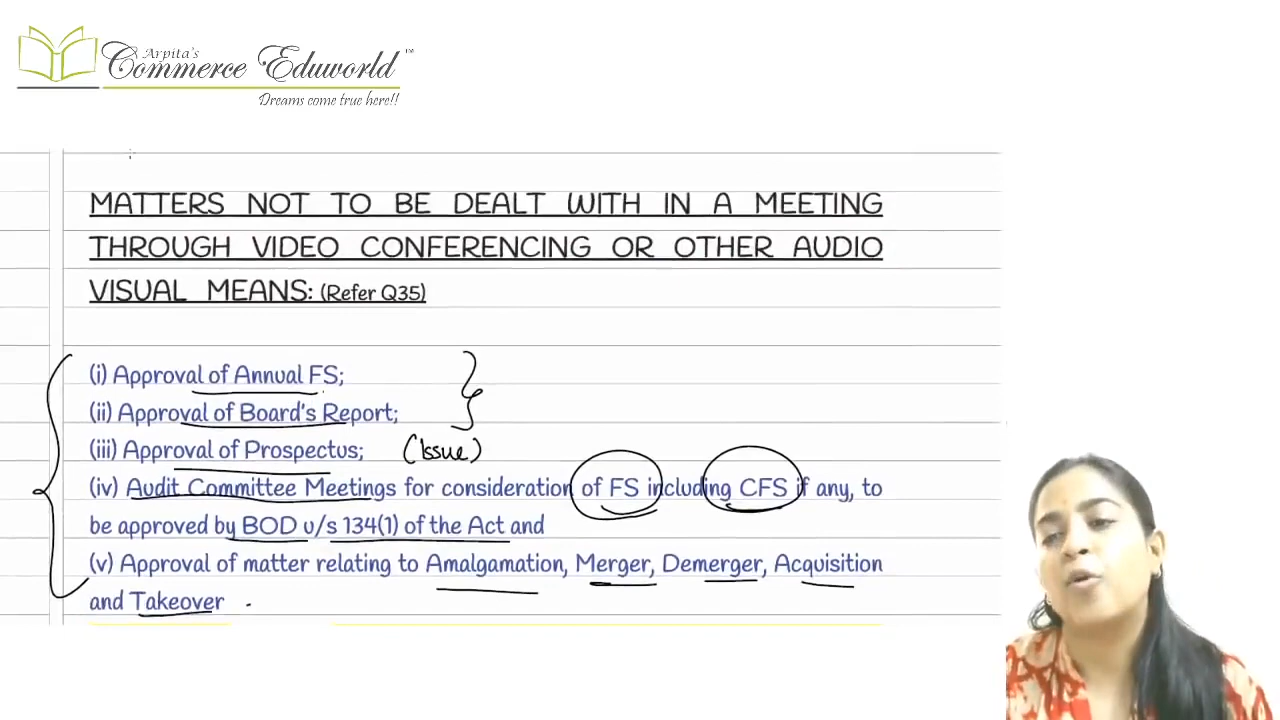 Arpita's
Commerce Eduworld™
Dreams come true here!!
MATTERS NOT TO BE DEALT WITH IN A MEETING
THROUGH VIDEO CONFERENCING OR OTHER AUDIO
VISUAL MEANS: (Refer Q35)
(i) Approval of Annual FS;
(ii) Approval of Board's Report;
(iii) Approval of Prospectus; (Issue)
(iv) Audit Committee Meetings for consideration of FS including CFS if any, to
be approved by BOD u/s 134(1) of the Act and
(v) Approval of matter relating to Amalgamation, Merger, Demerger, Acquisition
and Takeover